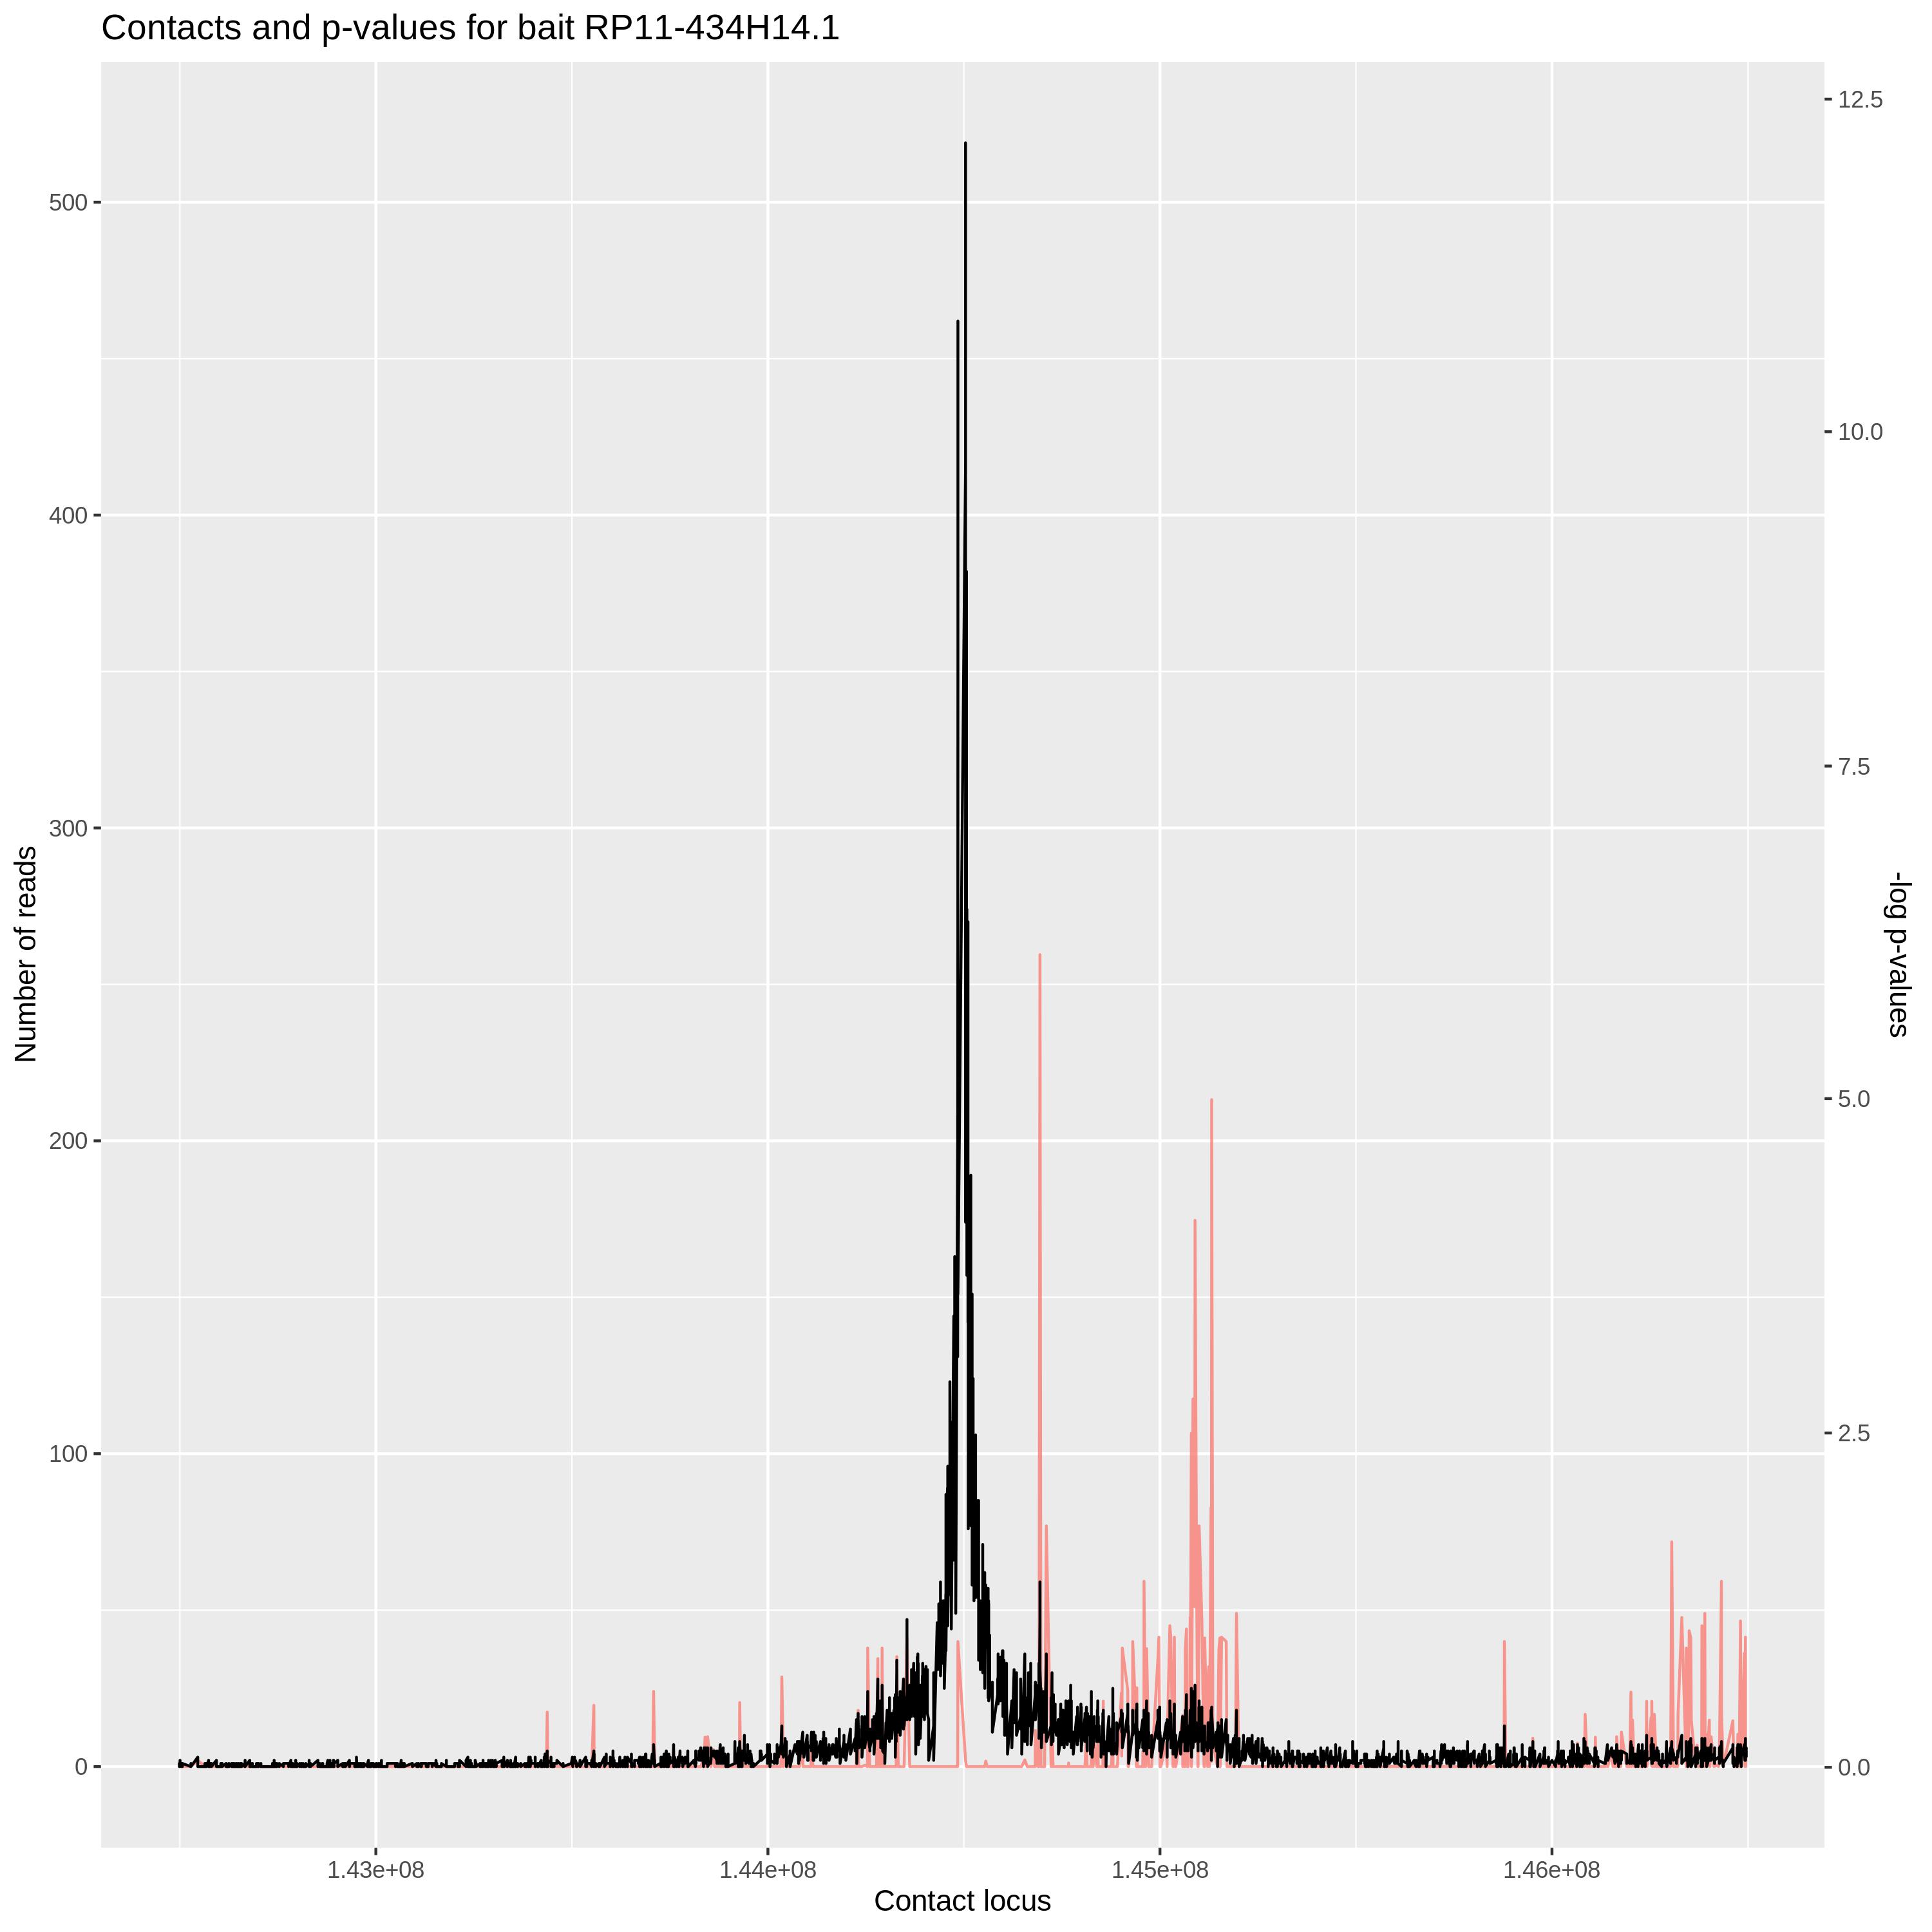 Contacts and p-values for bait RP11-434H14.1
12.5
500
10.0
400
7.5
300
Number of reads
-log p-values
5.0
200
2.5
100
0
0.0
1.43e+08
1.44e+08
1.45e+08
1.46e+08
Contact locus